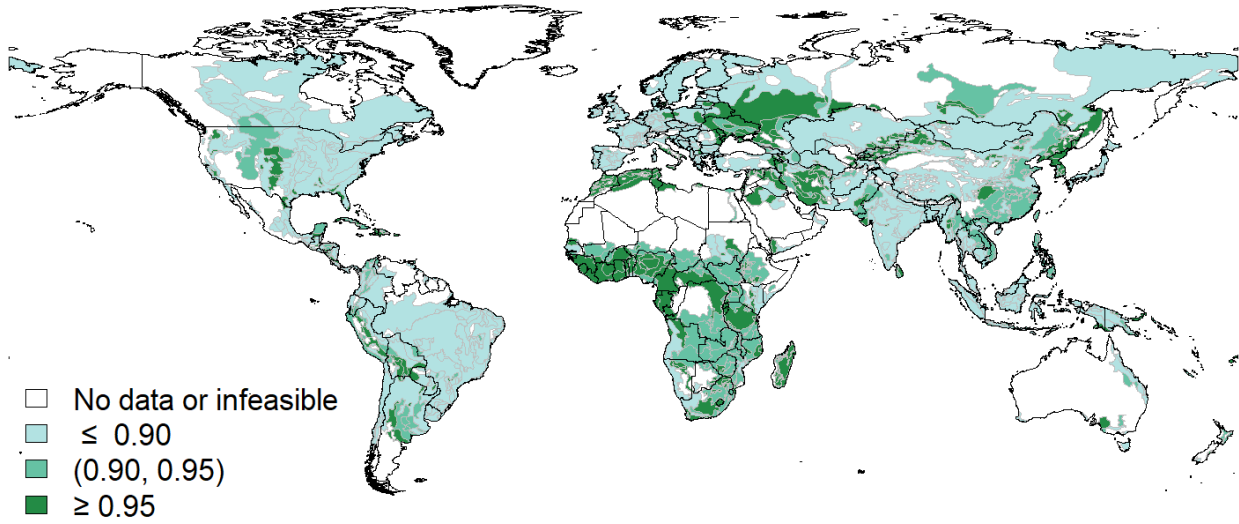 No data or infeasible
≤ 0.90
(0.90, 0.95)
≥ 0.95